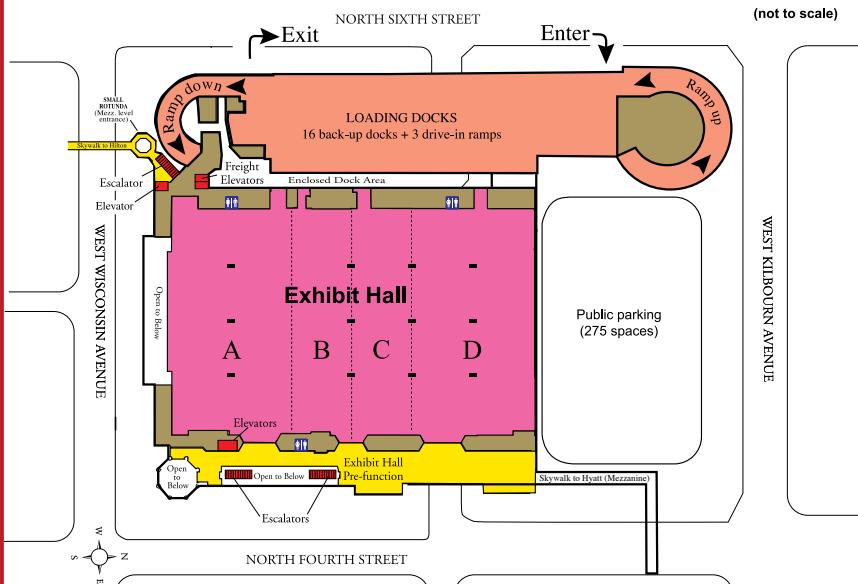 (not to scale)
NORTH SIXTH STREET
Exit
Enter
Ramp down
Ramp up
SMALL
ROTUNDA
(Mezz. level
entrance)
LOADING DOCKS
16 back-up docks + 3 drive-in ramps
Skywalk to Hilton
Freight
Elevators
Enclosed Dock Area
Escalator
Elevator
WEST WISCONSIN AVENUE
WEST KILBOURN AVENUE
Open to Below
Exhibit Hall
Public parking
(275 spaces)
A
B
C
D
Elevators
Exhibit Hall
Pre-function
Open
to
Below
Open to Below
Skywalk to Hyatt (Mezzanine)
Escalators
W
S
N
E
NORTH FOURTH STREET